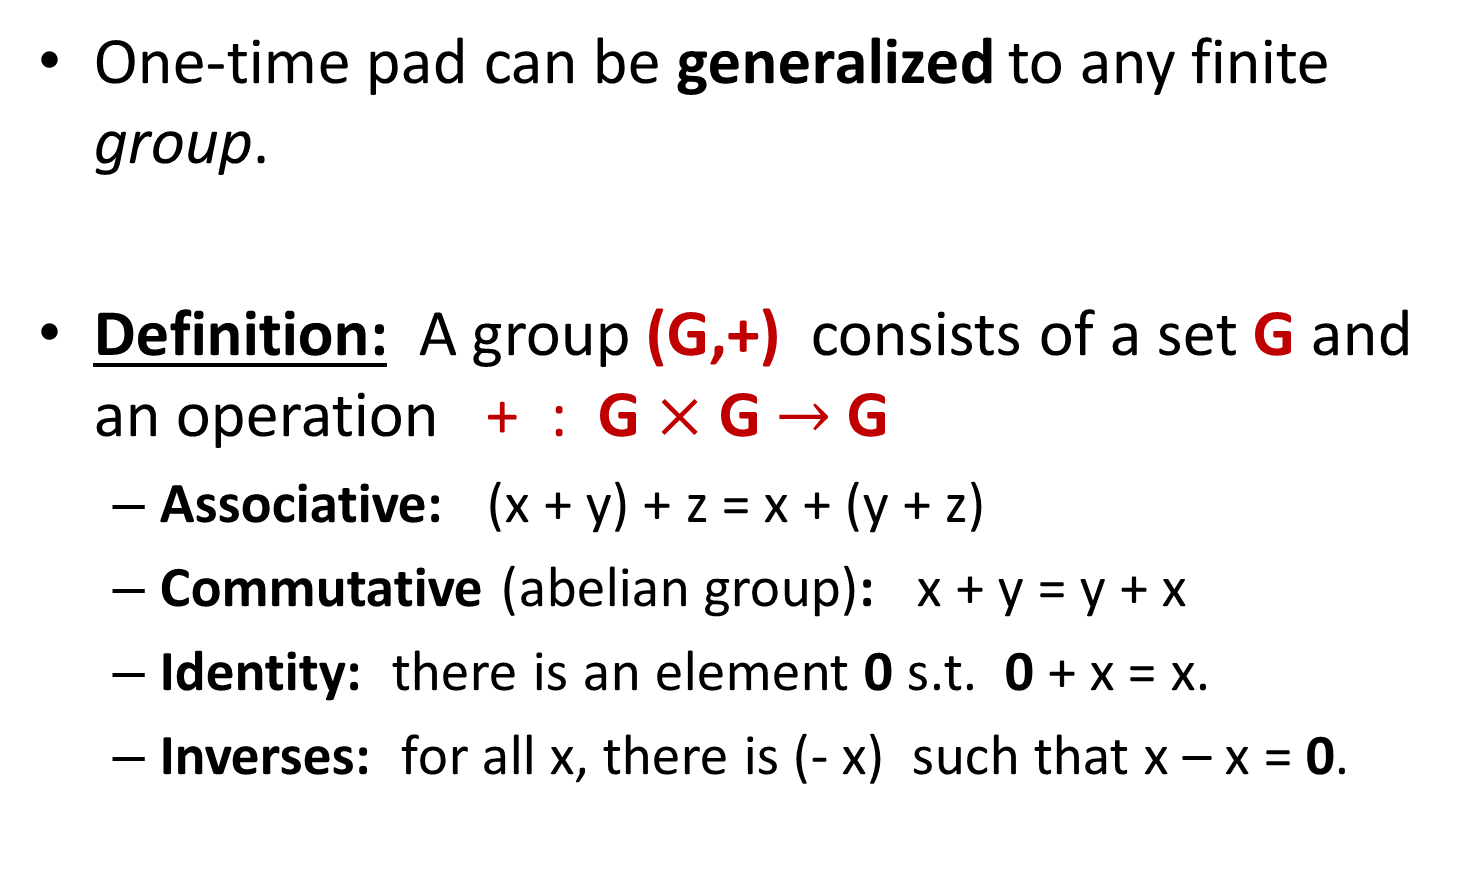 • One-time pad can be generalized to any finite
group.
• Definition: A group (G,+) consists of a set G and
an operation + : G × G → G
– Associative: (x + y) + z = x + (y + z)
– Commutative (abelian group): x + y = y + x
– Identity: there is an element 0 s.t. 0 + x = x.
– Inverses: for all x, there is (- x) such that x – x = 0.